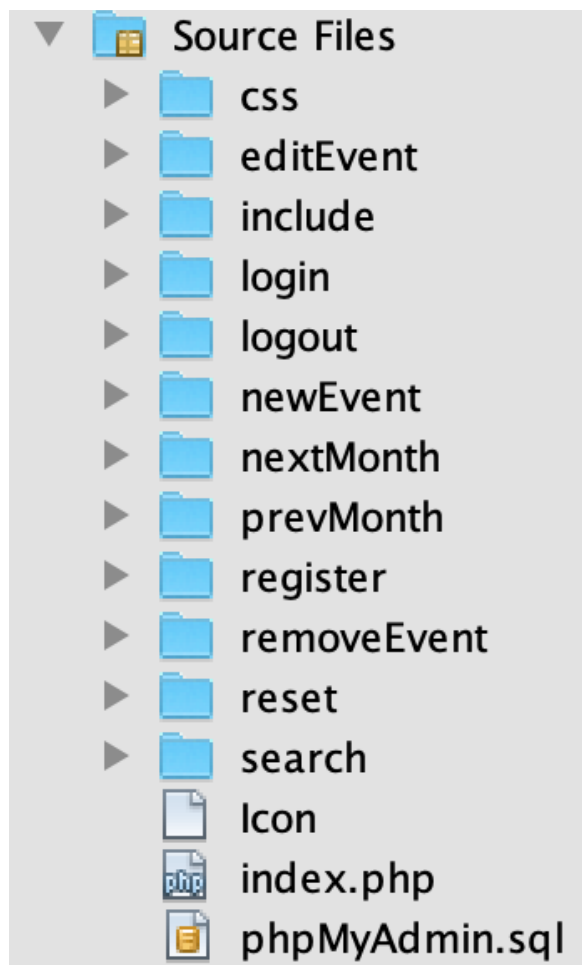 Source Files
css
editEvent
include
login
logout
newEvent
nextMonth
prevMonth
register
removeEvent
reset
search
Icon
php
index.php
phpMyAdmin.sql